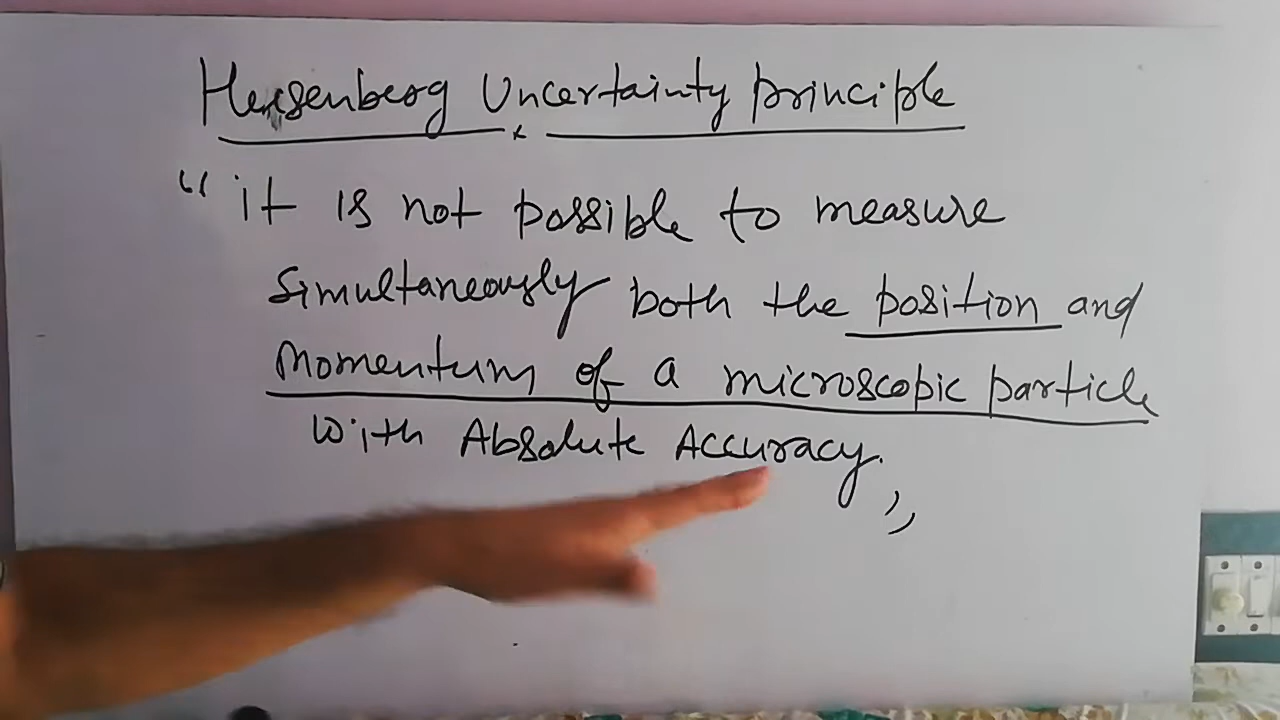 Heisenberg Uncertainty principle
"it is not possible to measure
simultaneously both the position and
Momentum of a microscopic particle
with Absolute Accuracy.,,